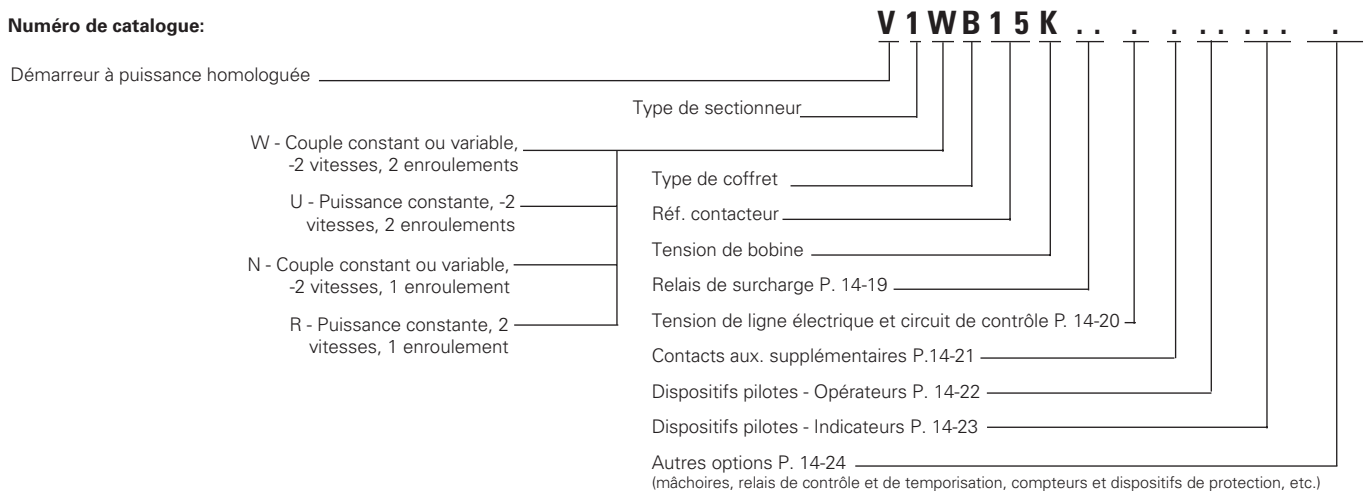 Numéro de catalogue:
V 1 W B 1 5 K . . . . . . . . . .
Démarreur à puissance homologuée
Type de sectionneur
W - Couple constant ou variable,
-2 vitesses, 2 enroulements
U - Puissance constante, -2
vitesses, 2 enroulements
N - Couple constant ou variable,
-2 vitesses, 1 enroulement
R - Puissance constante, 2
vitesses, 1 enroulement
Type de coffret
Réf. contacteur
Tension de bobine
Relais de surcharge P. 14-19
Tension de ligne électrique et circuit de contrôle P. 14-20
Contacts aux. supplémentaires P.14-21
Dispositifs pilotes - Opérateurs P. 14-22
Dispositifs pilotes - Indicateurs P. 14-23
Autres options P. 14-24
(mâchoires, relais de contrôle et de temporisation, compteurs et dispositifs de protection, etc.)